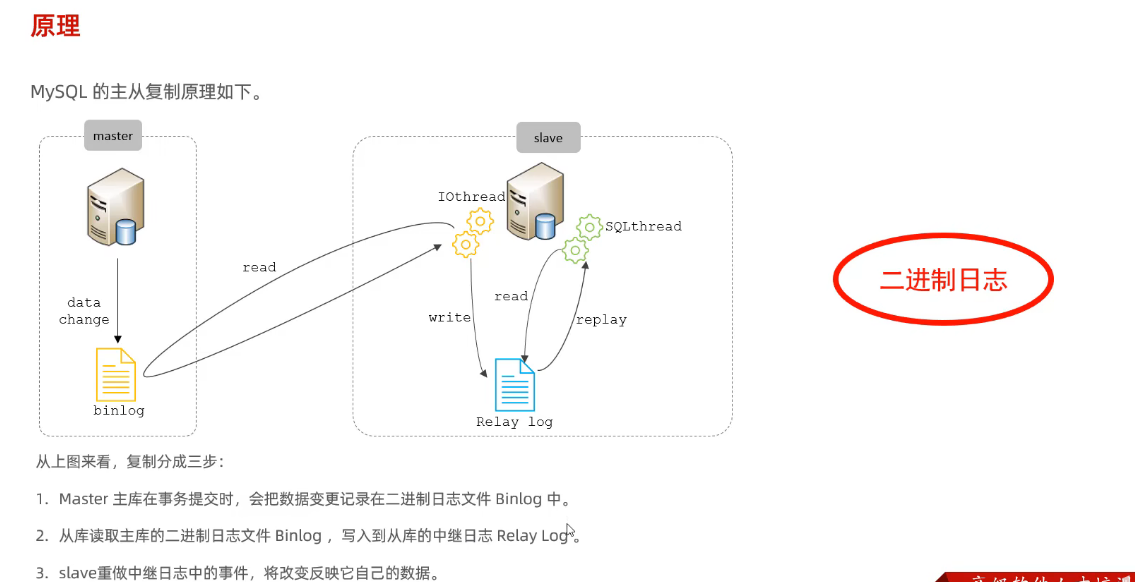 原理
MySQL 的主从复制原理如下。
master
slave
IOthread
SQLthread
read
data
change
read
write
replay
binlog
Relay log
二进制日志
从上图来看，复制分成三步：
1. Master 主库在事务提交时，会把数据变更记录在二进制日志文件 Binlog 中。
2. 从库读取主库的二进制日志文件 Binlog ，写入到从库的中继日志 Relay Log 。
3. slave重做中继日志中的事件，将改变反映它自己的数据。